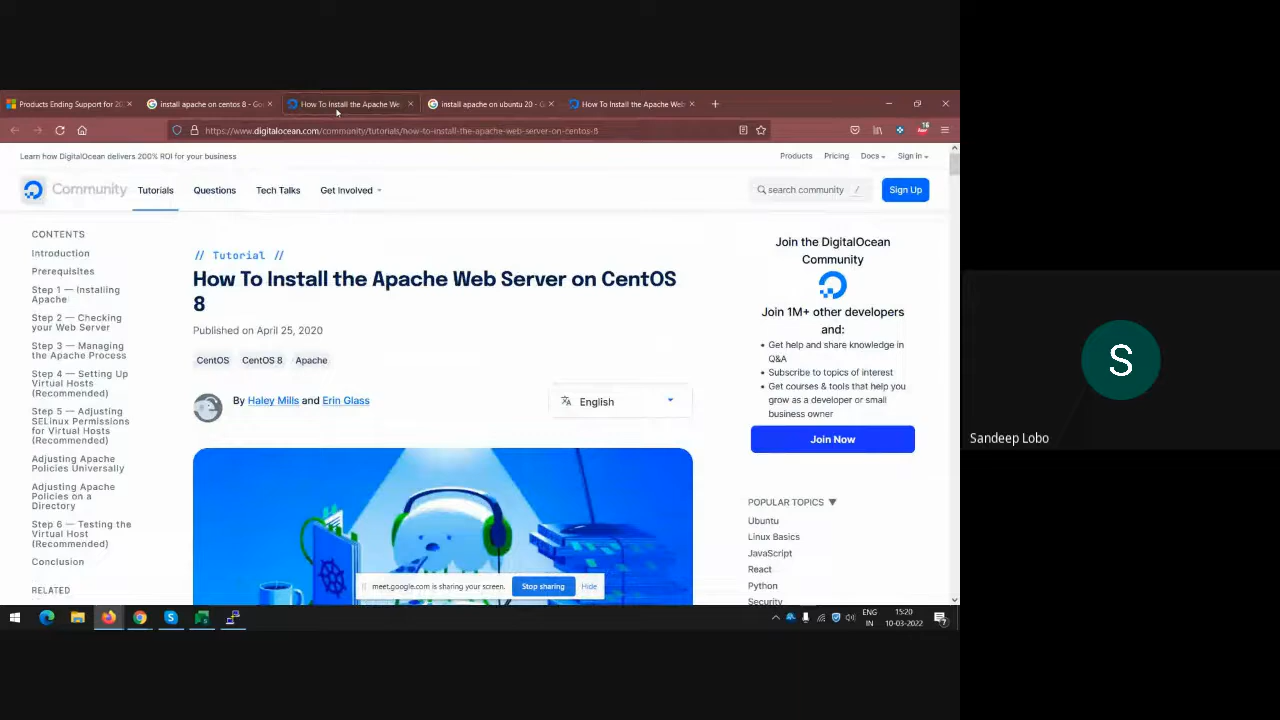 Products Ending Support for 20
install apache on centos 8 - Go
How To Install the Apache We
install apache on ubuntu 20 - G
How To Install the Apache Web
https://www.digitalocean.com/community/tutorials/how-to-install-the-apache-web-server-on-centos-8
16
Learn how DigitalOcean delivers 200% ROI for your business
Products
Pricing
Docs
Sign in
Community
Tutorials
Questions
Tech Talks
Get Involved
search community /
Sign Up
CONTENTS
Introduction
Prerequisites
Step 1 — Installing
Apache
Step 2 — Checking
your Web Server
Step 3 — Managing
the Apache Process
Step 4 — Setting Up
Virtual Hosts
(Recommended)
Step 5 — Adjusting
SELinux Permissions
for Virtual Hosts
(Recommended)
Adjusting Apache
Policies Universally
Adjusting Apache
Policies on a
Directory
Step 6 — Testing the
Virtual Host
(Recommended)
Conclusion
RELATED
// Tutorial //
How To Install the Apache Web Server on CentOS
8
Published on April 25, 2020
CentOS
CentOS 8
Apache
By Haley Mills and Erin Glass
English
Join the DigitalOcean
Community
Join 1M+ other developers
and:
• Get help and share knowledge in
Q&A
• Subscribe to topics of interest
• Get courses & tools that help you
grow as a developer or small
business owner
Join Now
POPULAR TOPICS
Ubuntu
Linux Basics
JavaScript
React
Python
Security
meet.google.com is sharing your screen.
Stop sharing
Hide
ENG
IN
15:20
10-03-2022
7
S
Sandeep Lobo